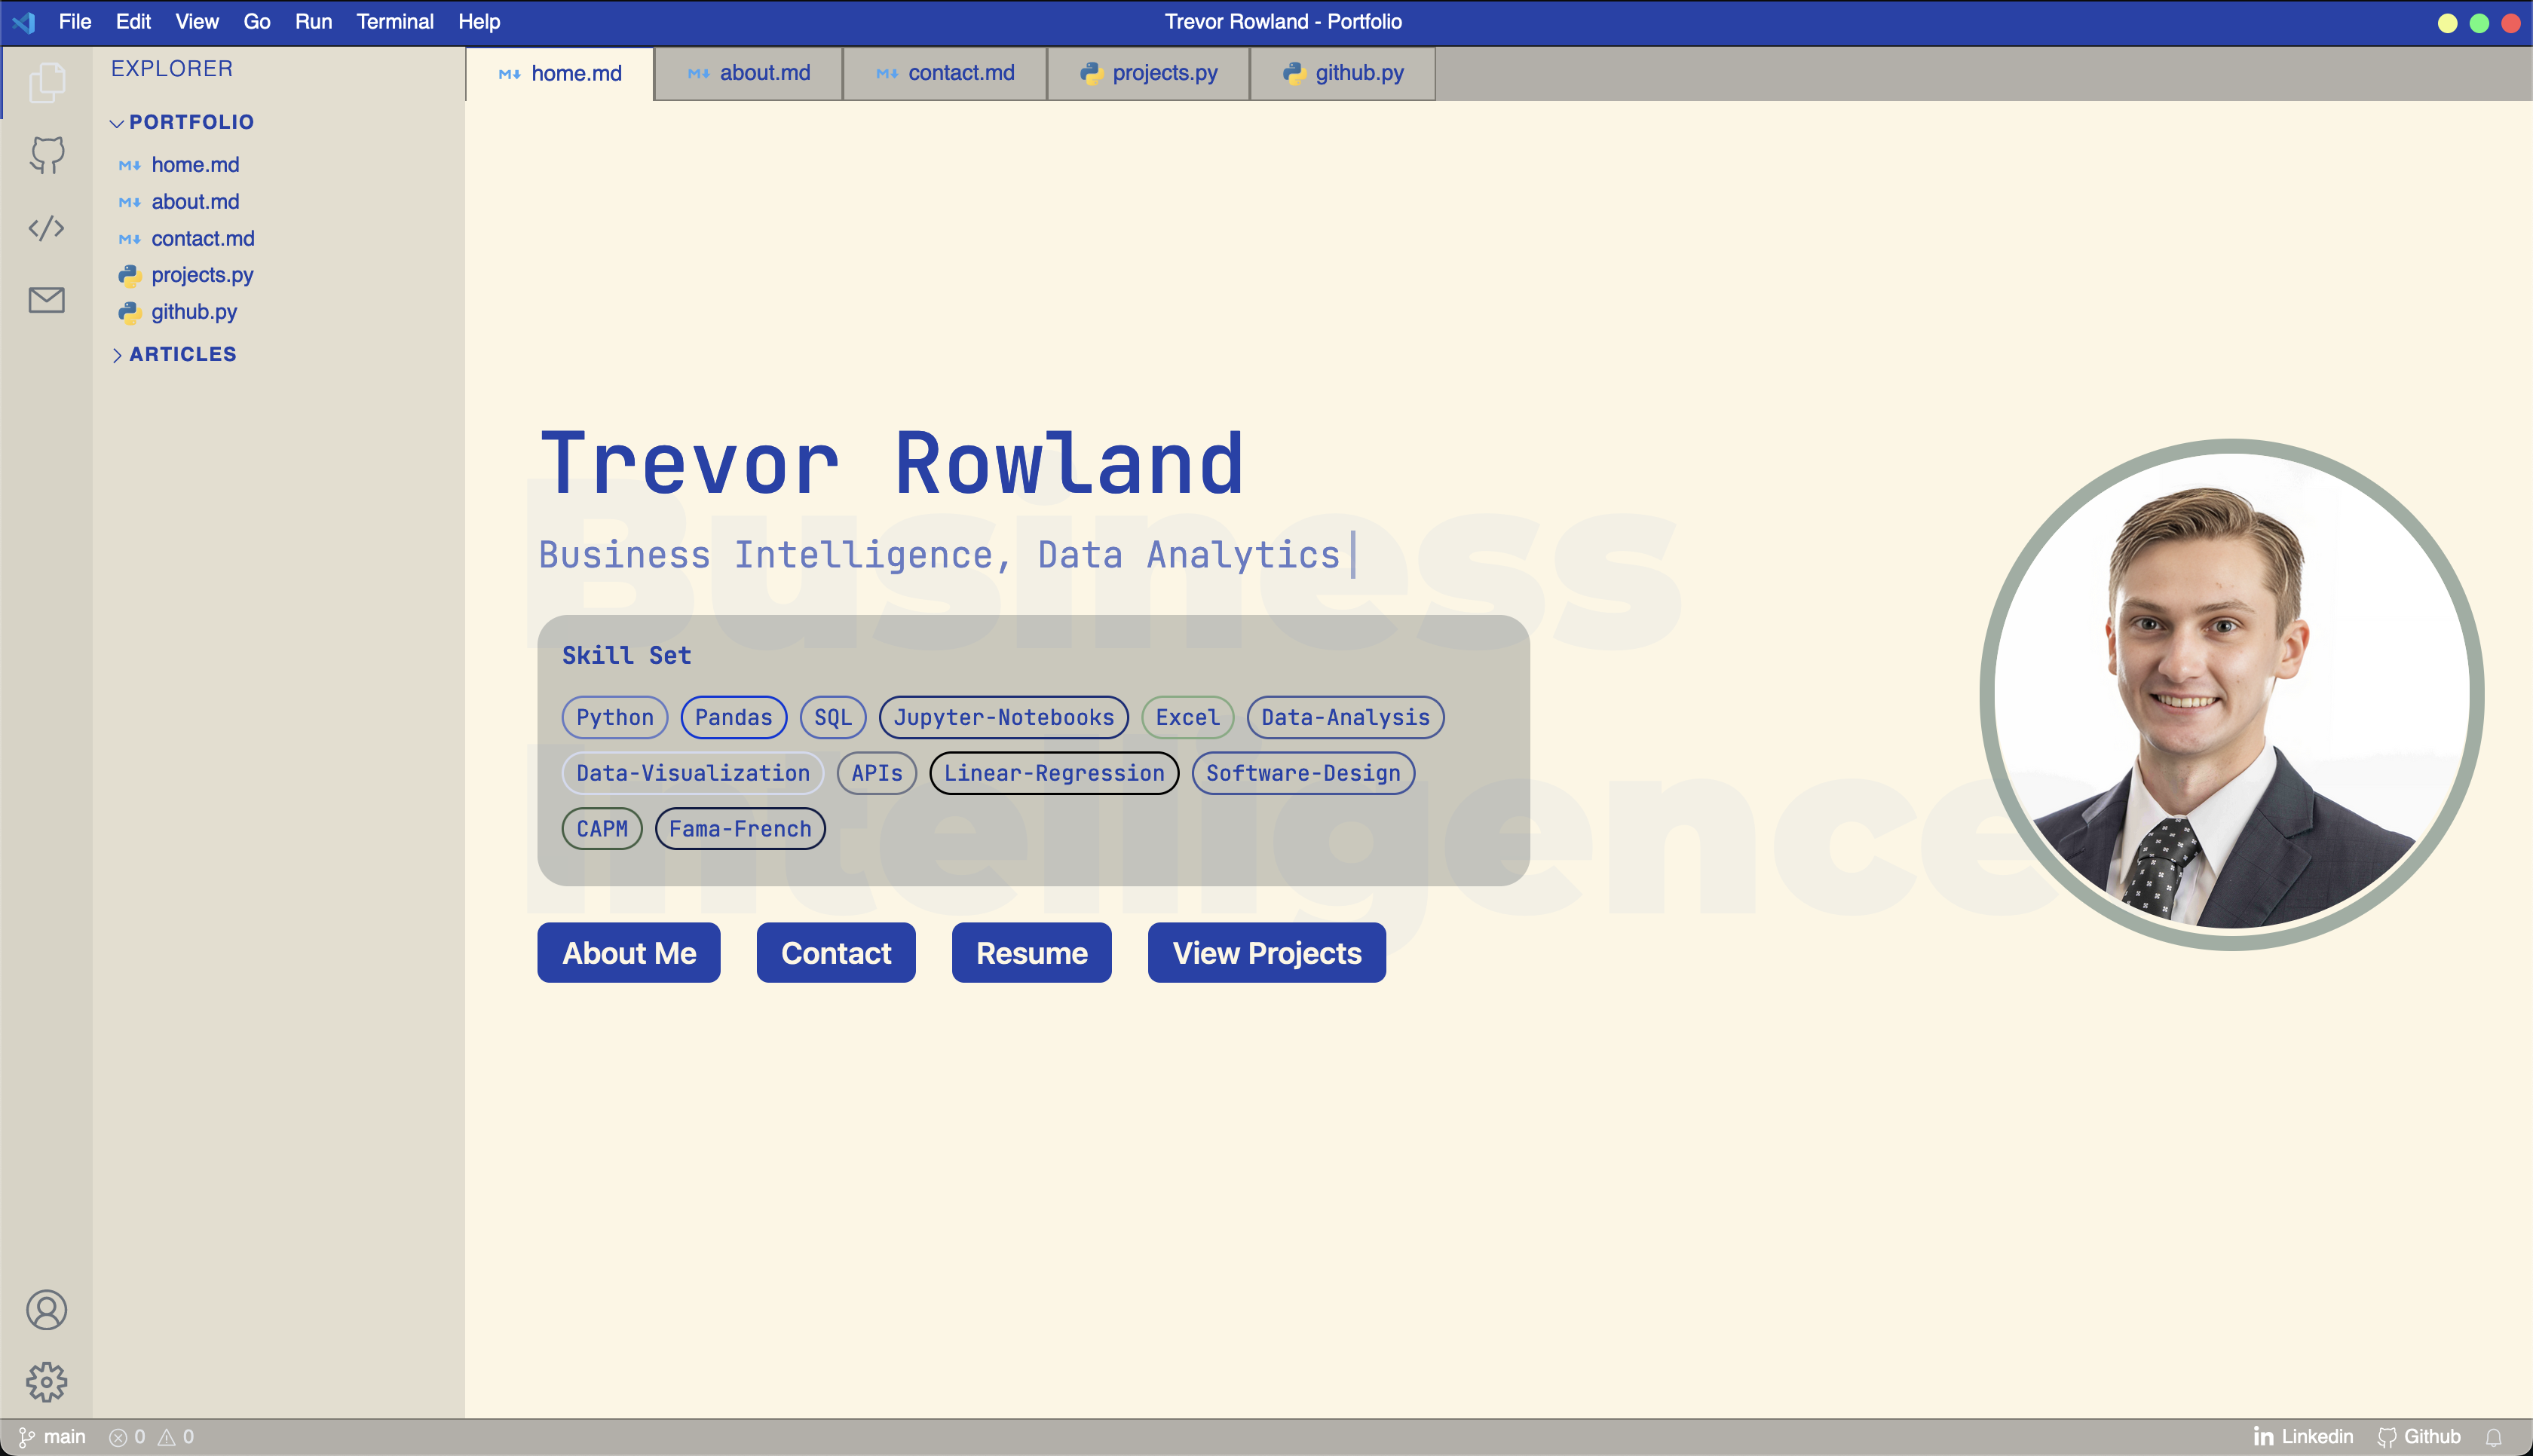 File Edit View Go Run Terminal Help
Trevor Rowland - Portfolio
EXPLORER
PORTFOLIO
home.md
about.md
contact.md
projects.py
github.py
ARTICLES
home.md about.md contact.md projects.py github.py
Business
Intelligence
Trevor Rowland
Business Intelligence, Data Analytics
Skill Set
Python Pandas SQL Jupyter-Notebooks Excel Data-Analysis
Data-Visualization APIs Linear-Regression Software-Design
CAPM Fama-French
About Me Contact Resume View Projects
main 0 0
Linkedin Github